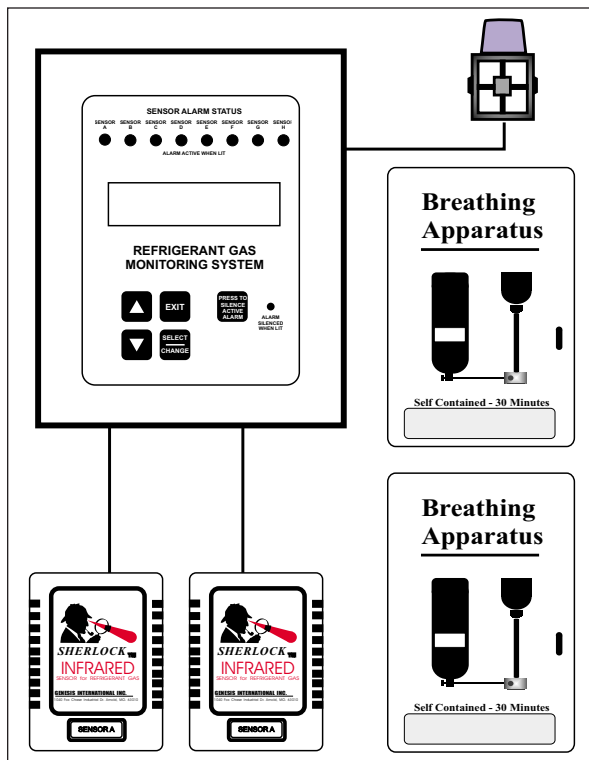 SENSOR ALARM STATUS
SENSOR A SENSOR B SENSOR C SENSOR D SENSOR E SENSOR F SENSOR G SENSOR H
ALARM ACTIVE WHEN LIT
REFRIGERANT GAS
MONITORING SYSTEM
EXIT
SELECT
CHANGE
PRESS TO
SILENCE
ACTIVE
ALARM
ALARM
SILENCED
WHEN LIT
Breathing
Apparatus
Self Contained - 30 Minutes
Breathing
Apparatus
Self Contained - 30 Minutes
SHERLOCK TM
INFRARED
SENSOR for REFRIGERANT GAS
GENESIS INTERNATIONAL INC.
SENSOR A
SHERLOCK TM
INFRARED
SENSOR for REFRIGERANT GAS
GENESIS INTERNATIONAL INC.
SENSOR A